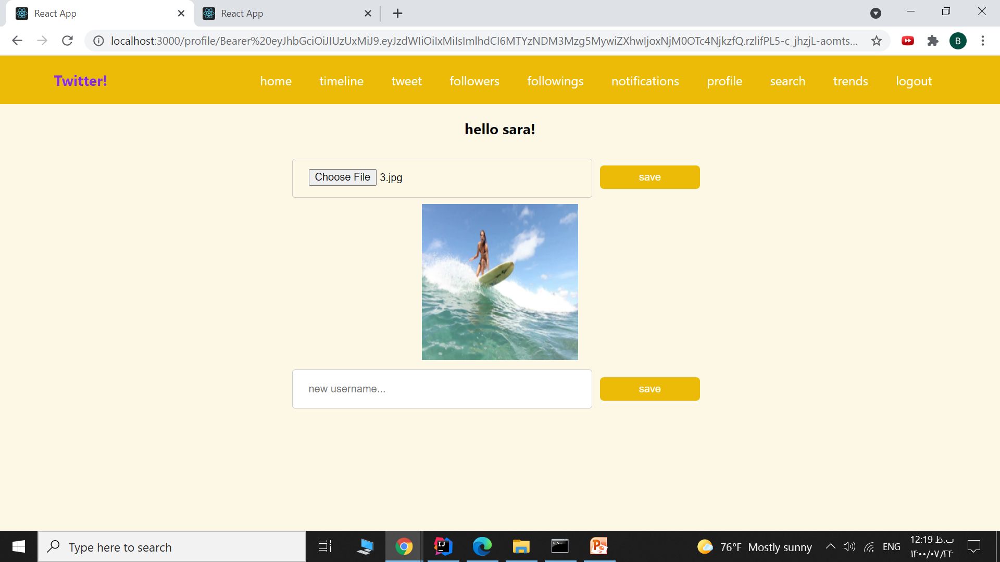 React App
React App
localhost:3000/profile/Bearer%20eyJhbGciOiJIUzUxMiJ9.eyJzdWIiOiIxMiIsImlhdCI6MTYzNDM3Mzg5MywiZXhwIjoxNjM0OTc4NjkzfQ.rzlifPL5-c_jhzjL-aomts...
B
Twitter!
home
timeline
tweet
followers
followings
notifications
profile
search
trends
logout
hello sara!
Choose File 3.jpg
save
new username...
save
Type here to search
76°F Mostly sunny
ENG
12:19 ب.ظ
۱۴۰۰/۰۷/۲۴